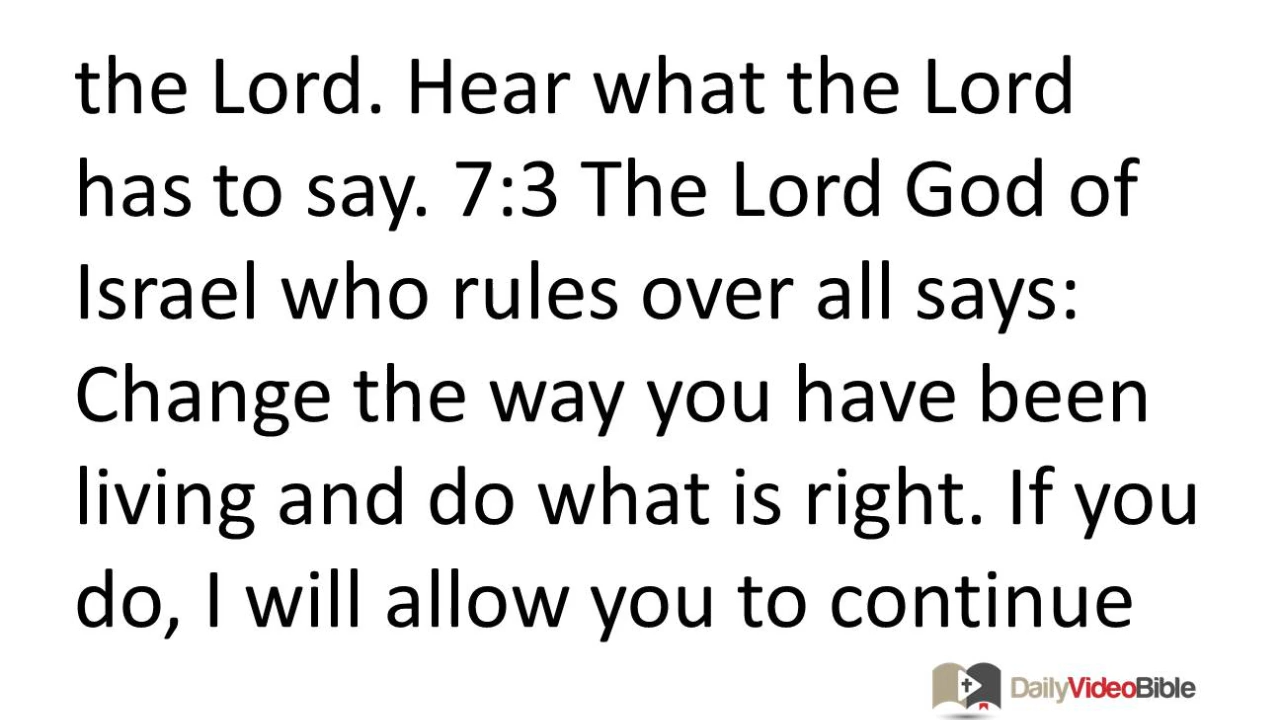 the Lord. Hear what the Lord
has to say. 7:3 The Lord God of
Israel who rules over all says:
Change the way you have been
living and do what is right. If you
do, I will allow you to continue
DailyVideoBible